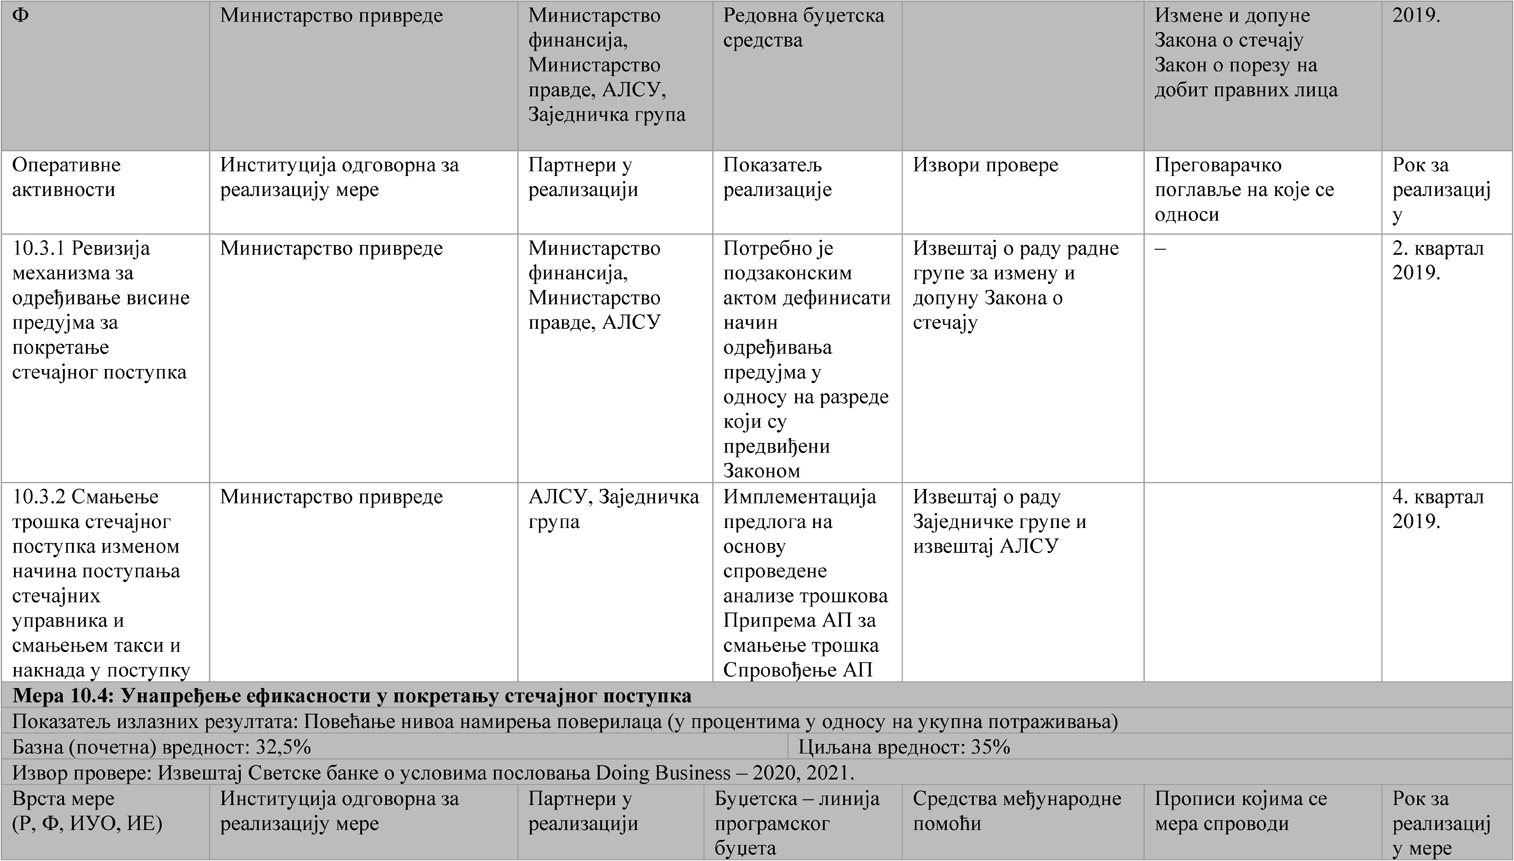 Ф
Министарство привреде
Министарство
финансија,
Министарство
правде, АЛСУ,
Заједничка група
Редовна буџетска
средства
Измене и допуне
Закона о стечају
Закон о порезу на
добит правних лица
2019.
Оперативне
активности
Институција одговорна за
реализацију мере
Партнери у
реализацији
Показатељ
реализације
Извори провере
Преговарачко
поглавље на које се
односи
Рок за
реализациј
у
10.3.1 Ревизија
механизма за
одређивање висине
предујма за
покретање
стечајног поступка
Министарство привреде
Министарство
финансија,
Министарство
правде, АЛСУ
Потребно је
подзаконским
актом дефинисати
начин
одређивања
предујма у
односу на разреде
који су
предвиђени
Законом
Извештај о раду радне
групе за измену и
допуну Закона о
стечају
–
2. квартал
2019.
10.3.2 Смањење
трошка стечајног
поступка изменом
начина поступања
стечајних
управника и
смањењем такси и
накнада у поступку
Министарство привреде
АЛСУ, Заједничка
група
Имплементација
предлога на
основу
спроведене
анализе трошкова
Припрема АП за
смањење трошка
Спровођење АП
Извештај о раду
Заједничке групе и
извештај АЛСУ
4. квартал
2019.
Мера 10.4: Унапређење ефикасности у покретању стечајног поступка
Показатељ излазних резултата: Повећање нивоа намирења поверилаца (у процентима у односу на укупна потраживања)
Базна (почетна) вредност: 32,5%
Циљана вредност: 35%
Извор провере: Извештај Светске банке о условима пословања Doing Business – 2020, 2021.
Врста мере
(Р, Ф, ИУО, ИЕ)
Институција одговорна за
реализацију мере
Партнери у
реализацији
Буџетска – линија
програмског
буџета
Средства међународне
помоћи
Прописи којима се
мера спроводи
Рок за
реализациј
у мере